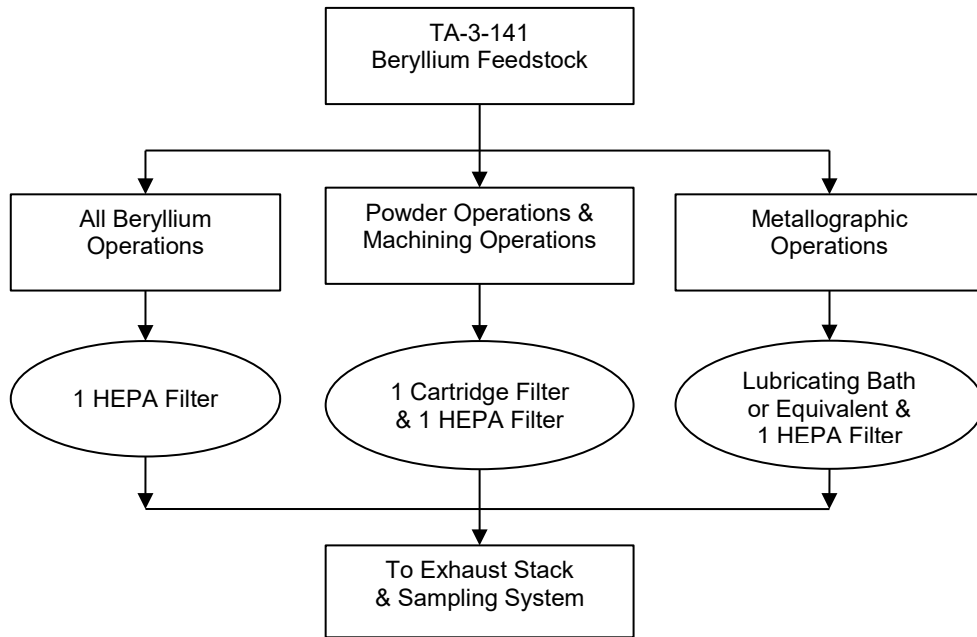 TA-3-141
Beryllium Feedstock
All Beryllium
Operations
Powder Operations &
Machining Operations
Metallographic
Operations
1 HEPA Filter
1 Cartridge Filter
& 1 HEPA Filter
Lubricating Bath
or Equivalent &
1 HEPA Filter
To Exhaust Stack
& Sampling System